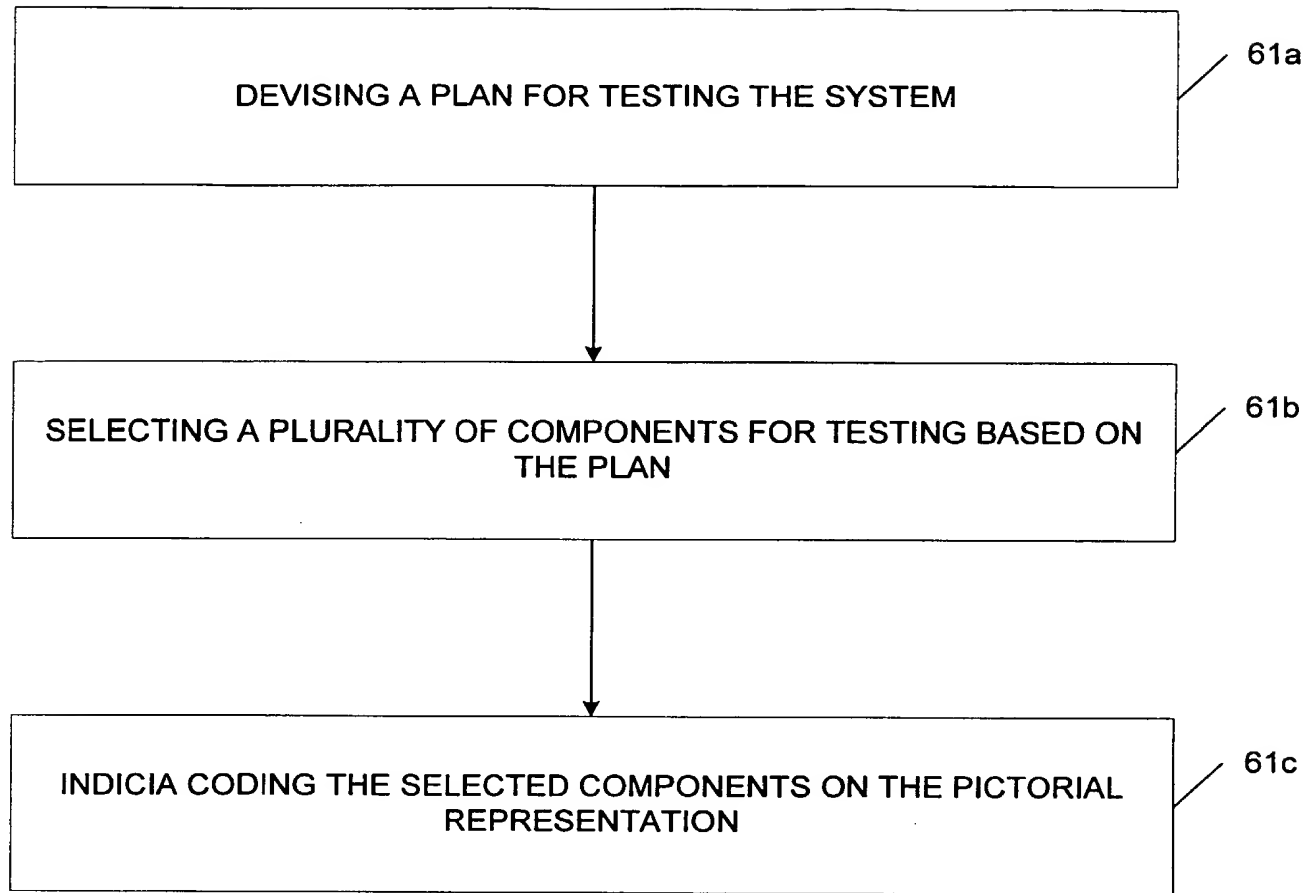 DEVISING A PLAN FOR TESTING THE SYSTEM
61a
SELECTING A PLURALITY OF COMPONENTS FOR TESTING BASED ON
THE PLAN
61b
INDICIA CODING THE SELECTED COMPONENTS ON THE PICTORIAL
REPRESENTATION
61c